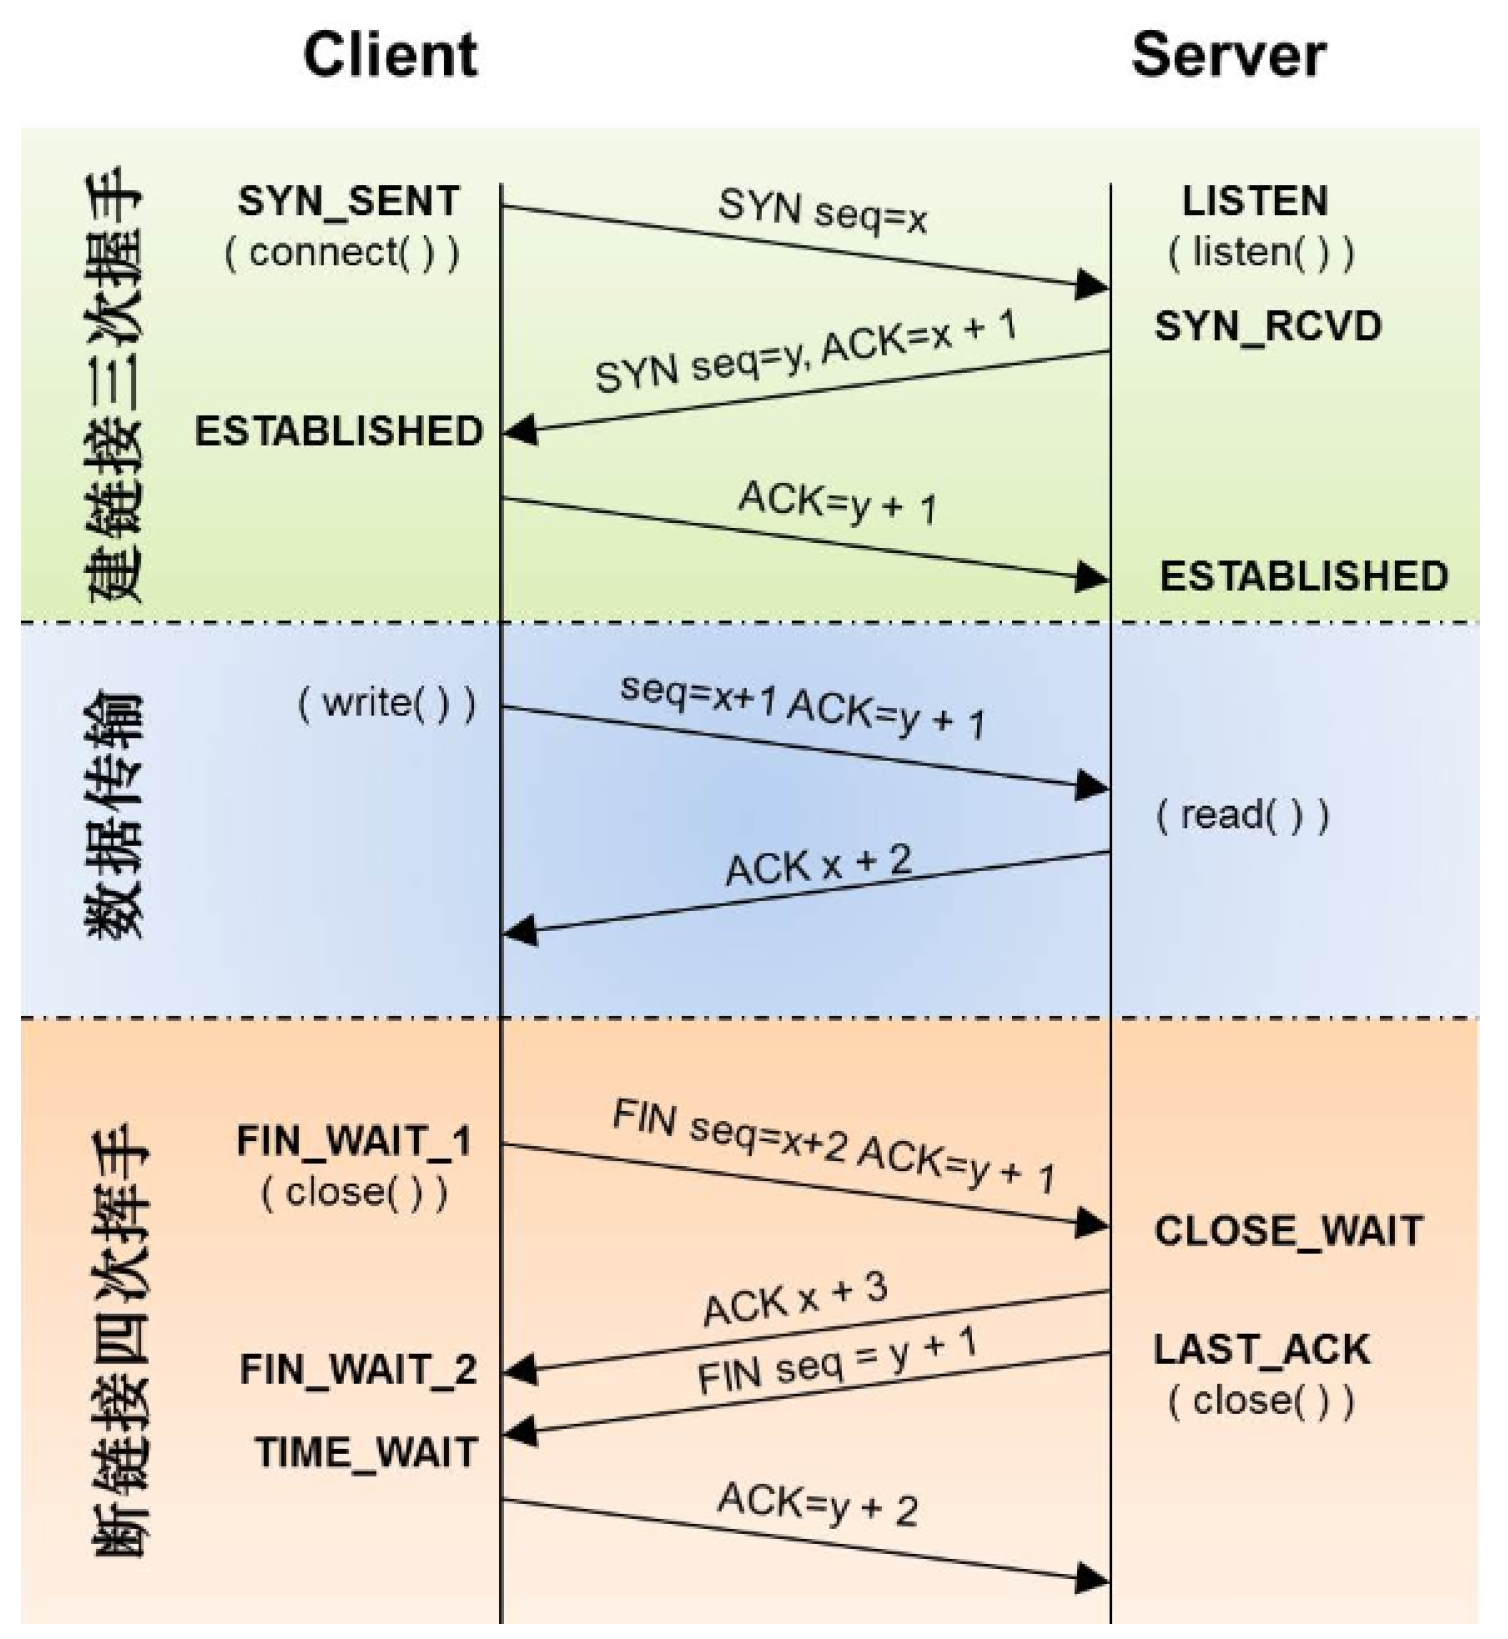 Client
Server
建链接三次握手
SYN_SENT
( connect( ) )
SYN seq=x
LISTEN
( listen( ) )
SYN_RCVD
SYN seq=y, ACK=x + 1
ESTABLISHED
ACK=y + 1
ESTABLISHED
数据传输
( write( ) )
seq=x+1 ACK=y + 1
( read( ) )
ACK x + 2
断链接四次挥手
FIN_WAIT_1
( close( ) )
FIN seq=x+2 ACK=y + 1
CLOSE_WAIT
ACK x + 3
FIN_WAIT_2
FIN seq = y + 1
LAST_ACK
( close( ) )
TIME_WAIT
ACK=y + 2